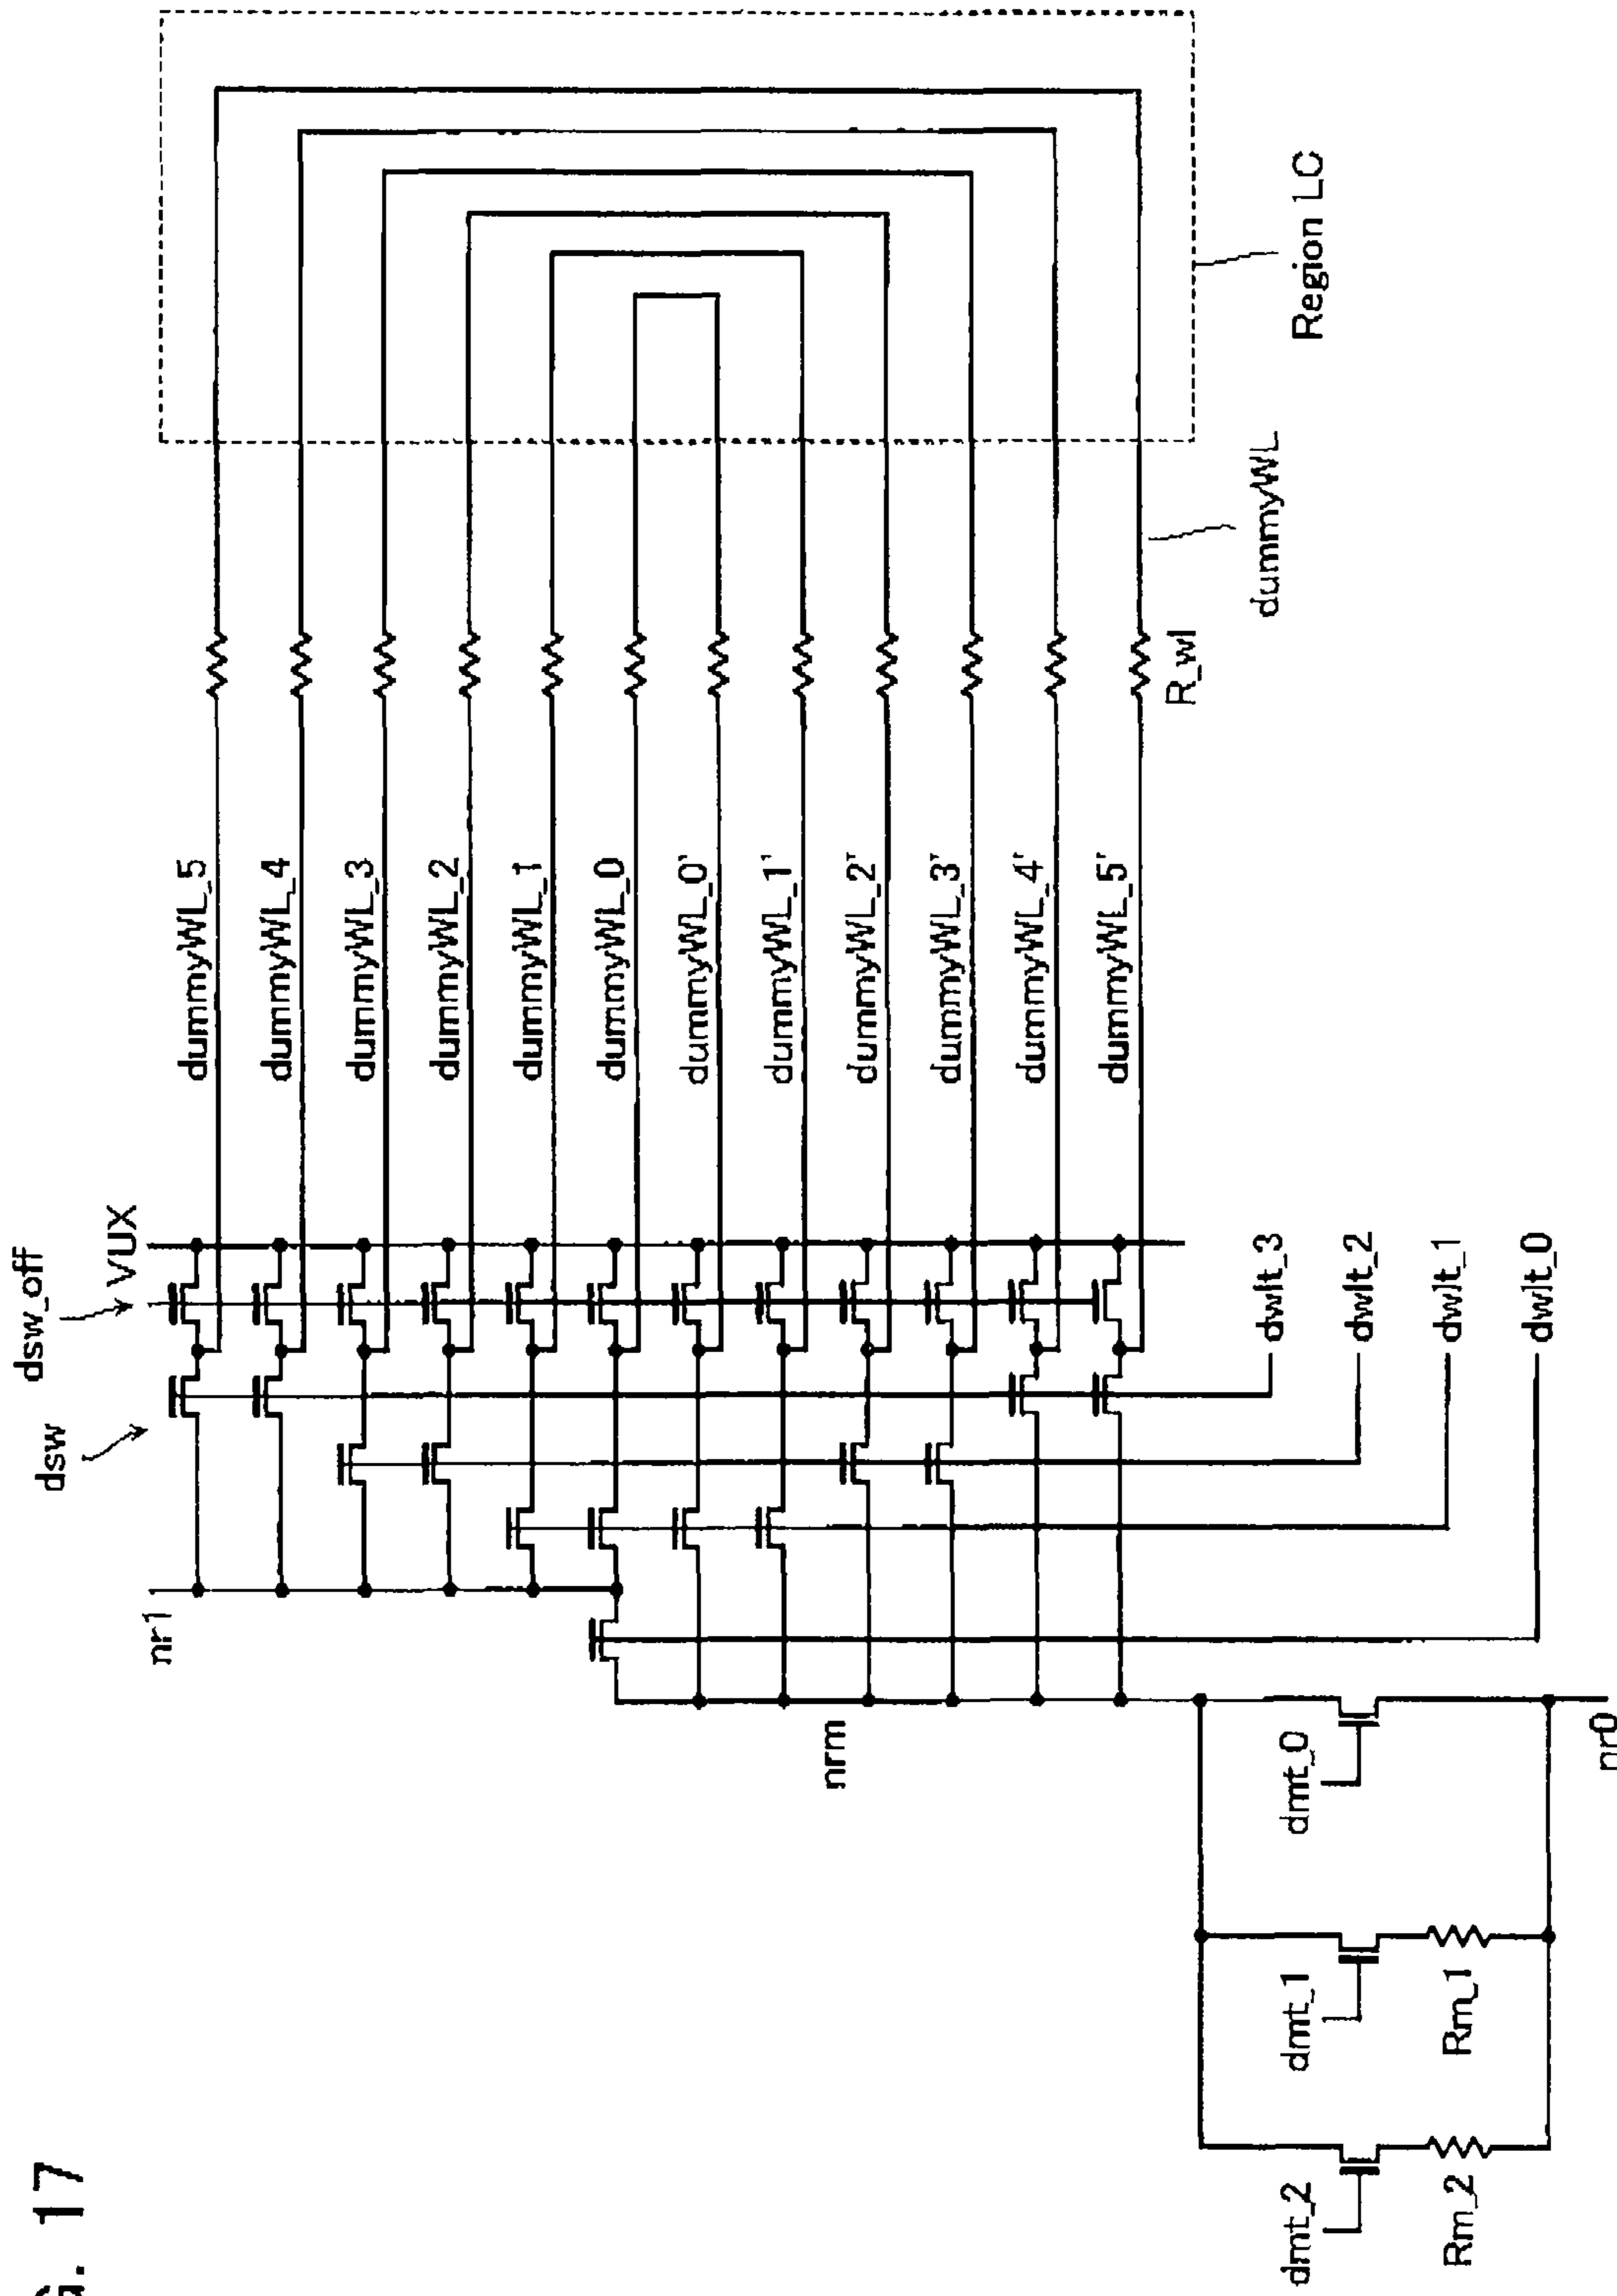 G. 17
dsw_off
VUX
dsw
nr1
nrm
dummyWL_5
dummyWL_4
dummyWL_3
dummyWL_2
dummyWL_1
dummyWL_0
dummyWL_0'
dummyWL_1'
dummyWL_2'
dummyWL_3'
dummyWL_4'
dummyWL_5'
R_wl
dummyWL
Region LC
dwlt_3
dwlt_2
dwlt_1
dwlt_0
dmt_2
dmt_1
dmt_0
Rm_2
Rm_1
nr0